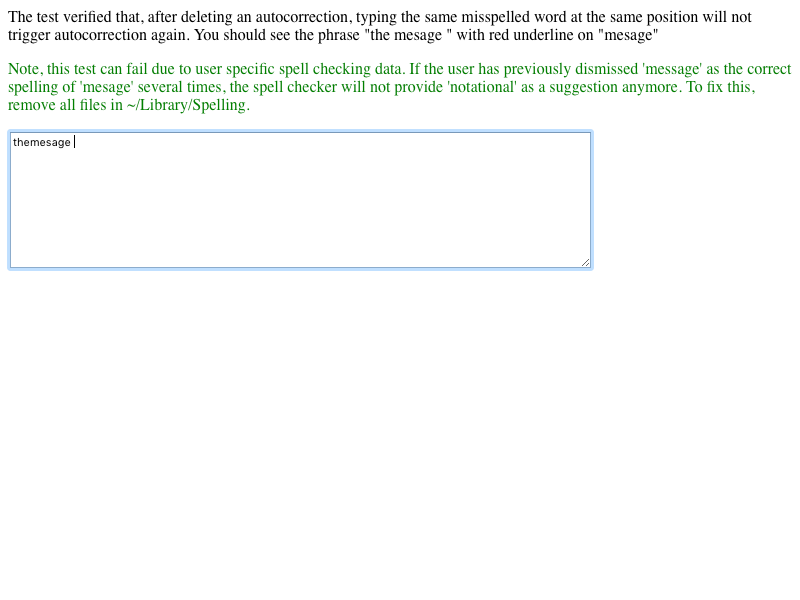 The test verified that, after deleting an autocorrection, typing the same misspelled word at the same position will not
trigger autocorrection again. You should see the phrase "the mesage " with red underline on "mesage"
Note, this test can fail due to user specific spell checking data. If the user has previously dismissed 'message' as the correct
spelling of 'mesage' several times, the spell checker will not provide 'notational' as a suggestion anymore. To fix this,
remove all files in ~/Library/Spelling.
themesage